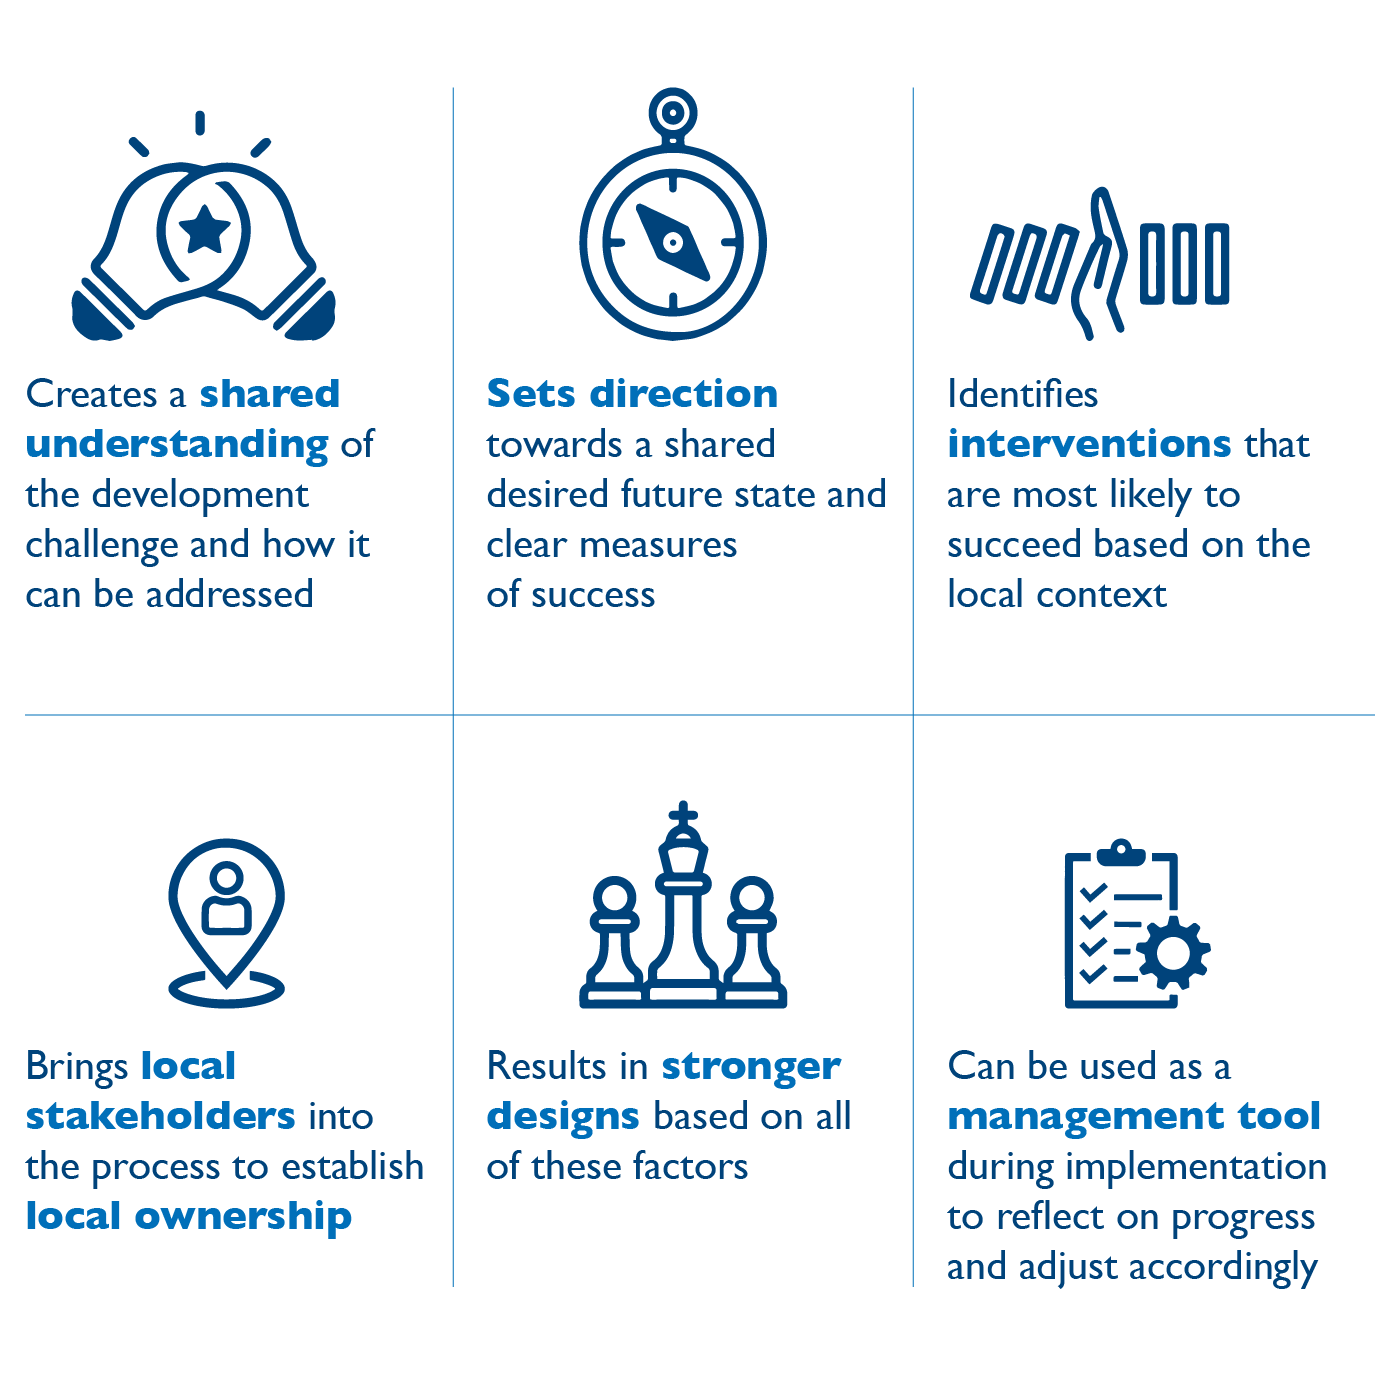 Creates a shared
understanding of
the development
challenge and how it
can be addressed
Sets direction
towards a shared
desired future state and
clear measures
of success
Identifies
interventions that
are most likely to
succeed based on the
local context
Brings local
stakeholders into
the process to establish
local ownership
Results in stronger
designs based on all
of these factors
Can be used as a
management tool
during implementation
to reflect on progress
and adjust accordingly